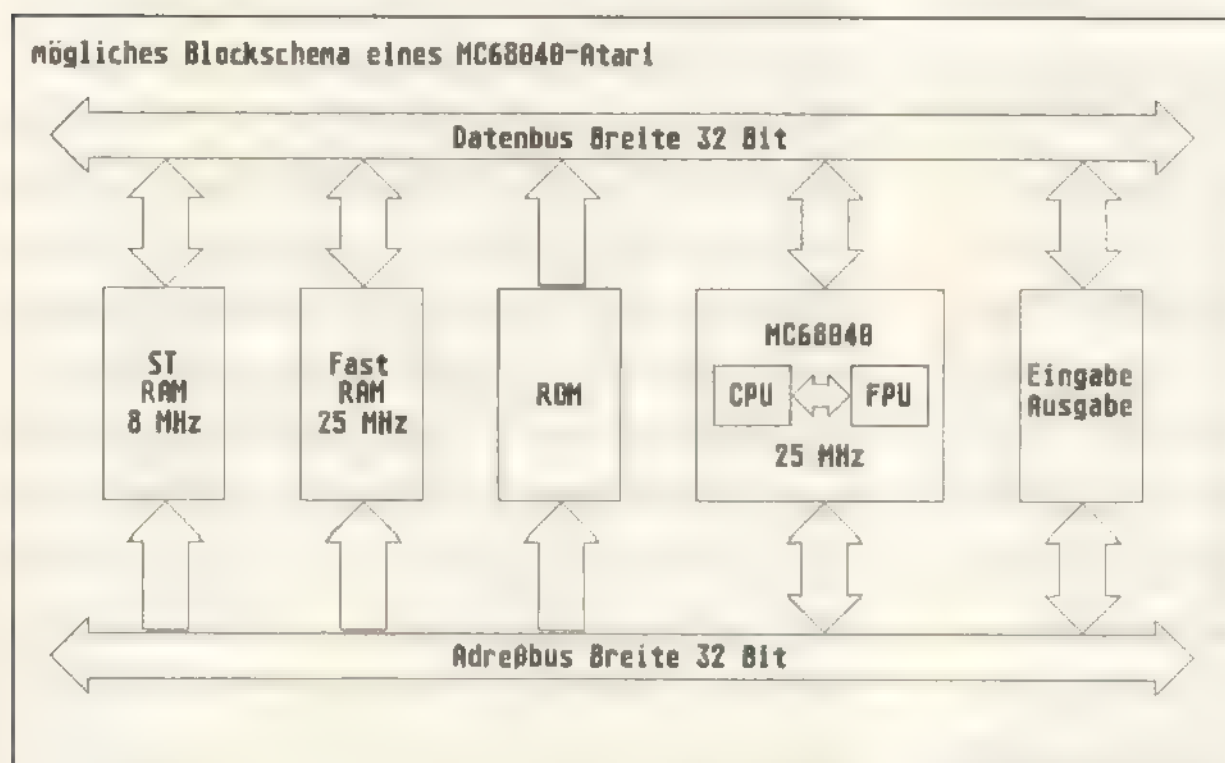 mögliches Blockschema eines MC68040-Atari
Datenbus Breite 32 Bit
ST
RAM
8 MHz
Fast
RAM
25 MHz
ROM
MC68040
CPU
FPU
25 MHz
Eingabe
Ausgabe
Adreßbus Breite 32 Bit